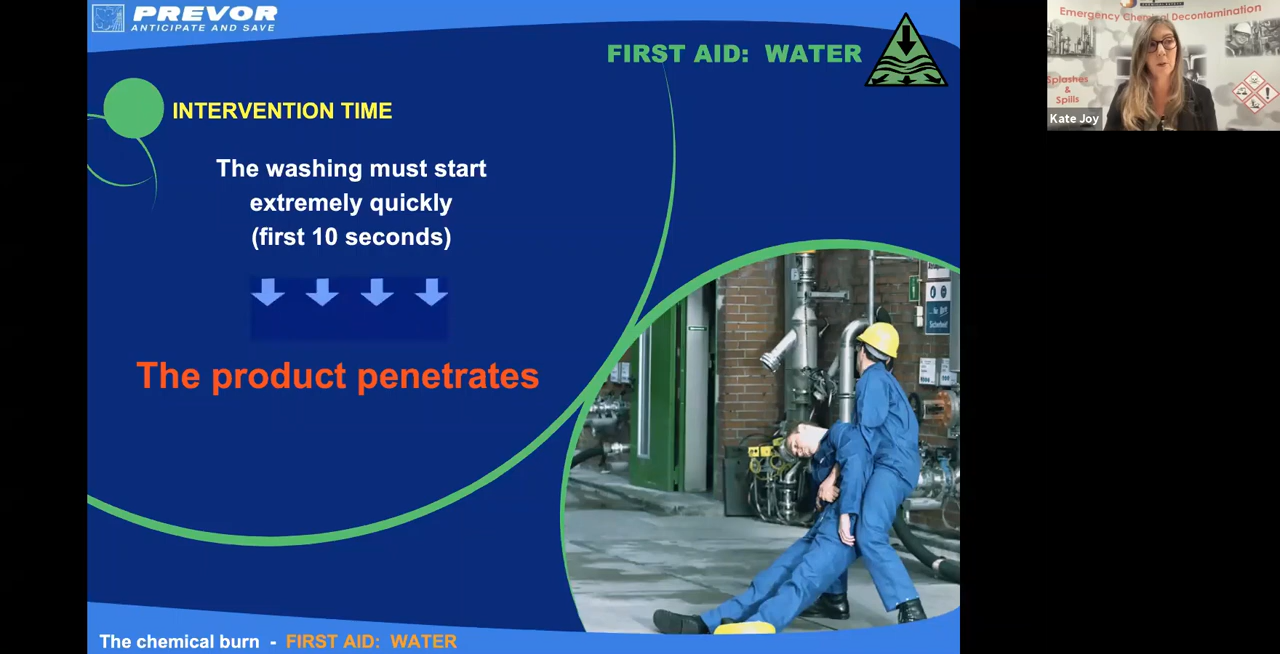 PREVOR
ANTICIPATE AND SAVE
FIRST AID: WATER
INTERVENTION TIME
The washing must start
extremely quickly
(first 10 seconds)
The product penetrates
The chemical burn - FIRST AID: WATER
Emergency Chemical Decontamination
Splashes
&
Spills
Kate Joy